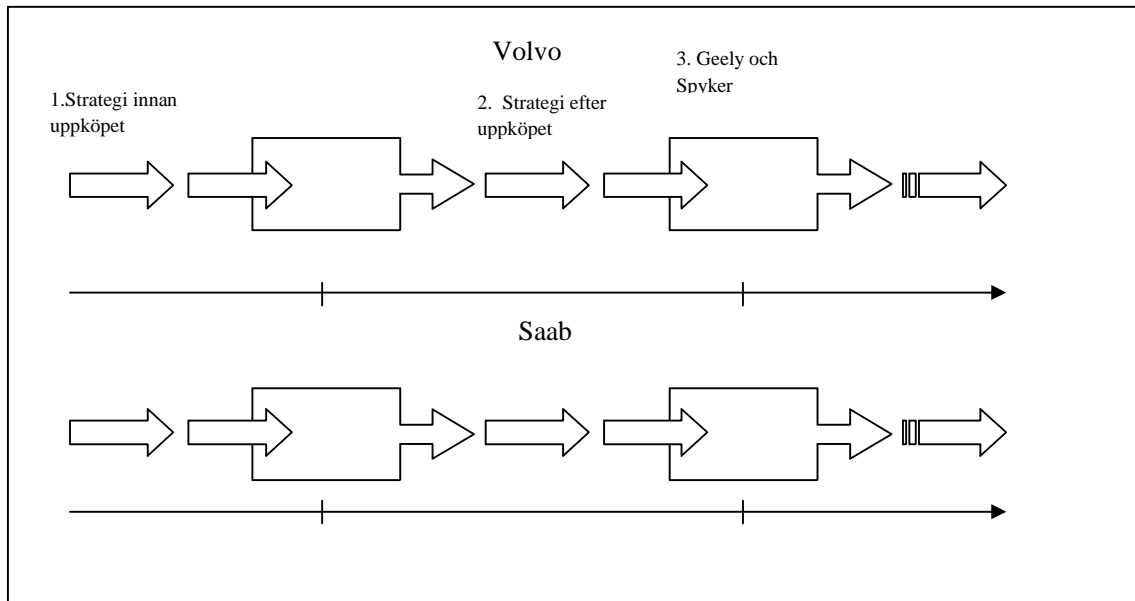 Volvo
1.Strategi innan
uppköpet
2. Strategi efter
uppköpet
3. Geely och
Spyker
Saab